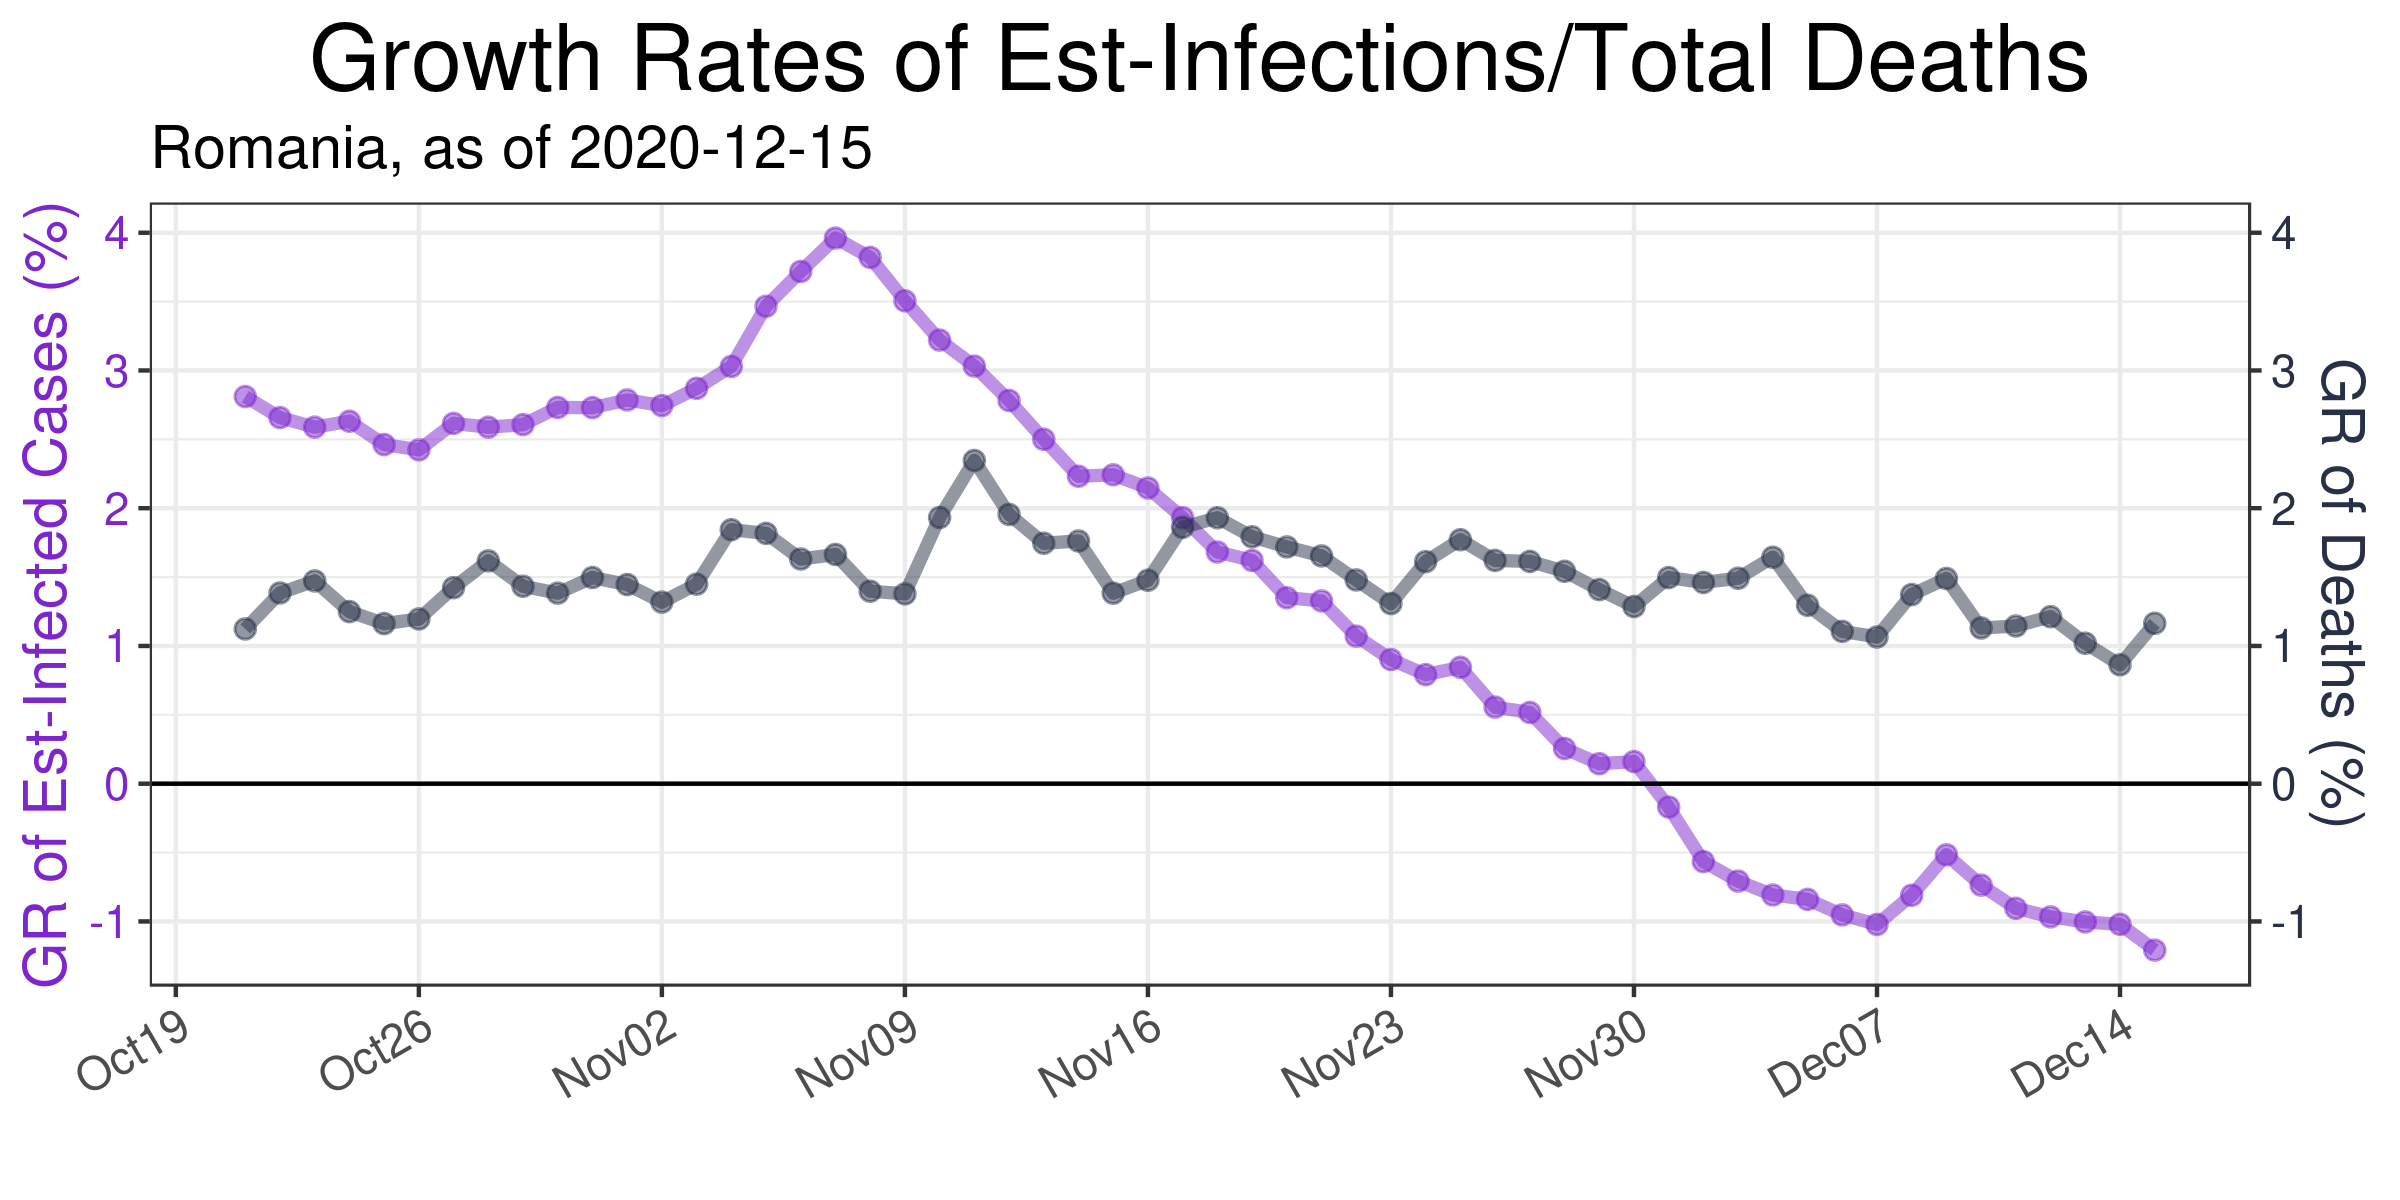 Growth Rates of Est-Infections/Total Deaths
Romania, as of 2020-12-15
GR of Est-Infected Cases (%)
4
3
2
1
0
-1
4
3
2
1
0
-1
GR of Deaths (%)
Oct19
Oct26
Nov02
Nov09
Nov16
Nov23
Nov30
Dec07
Dec14